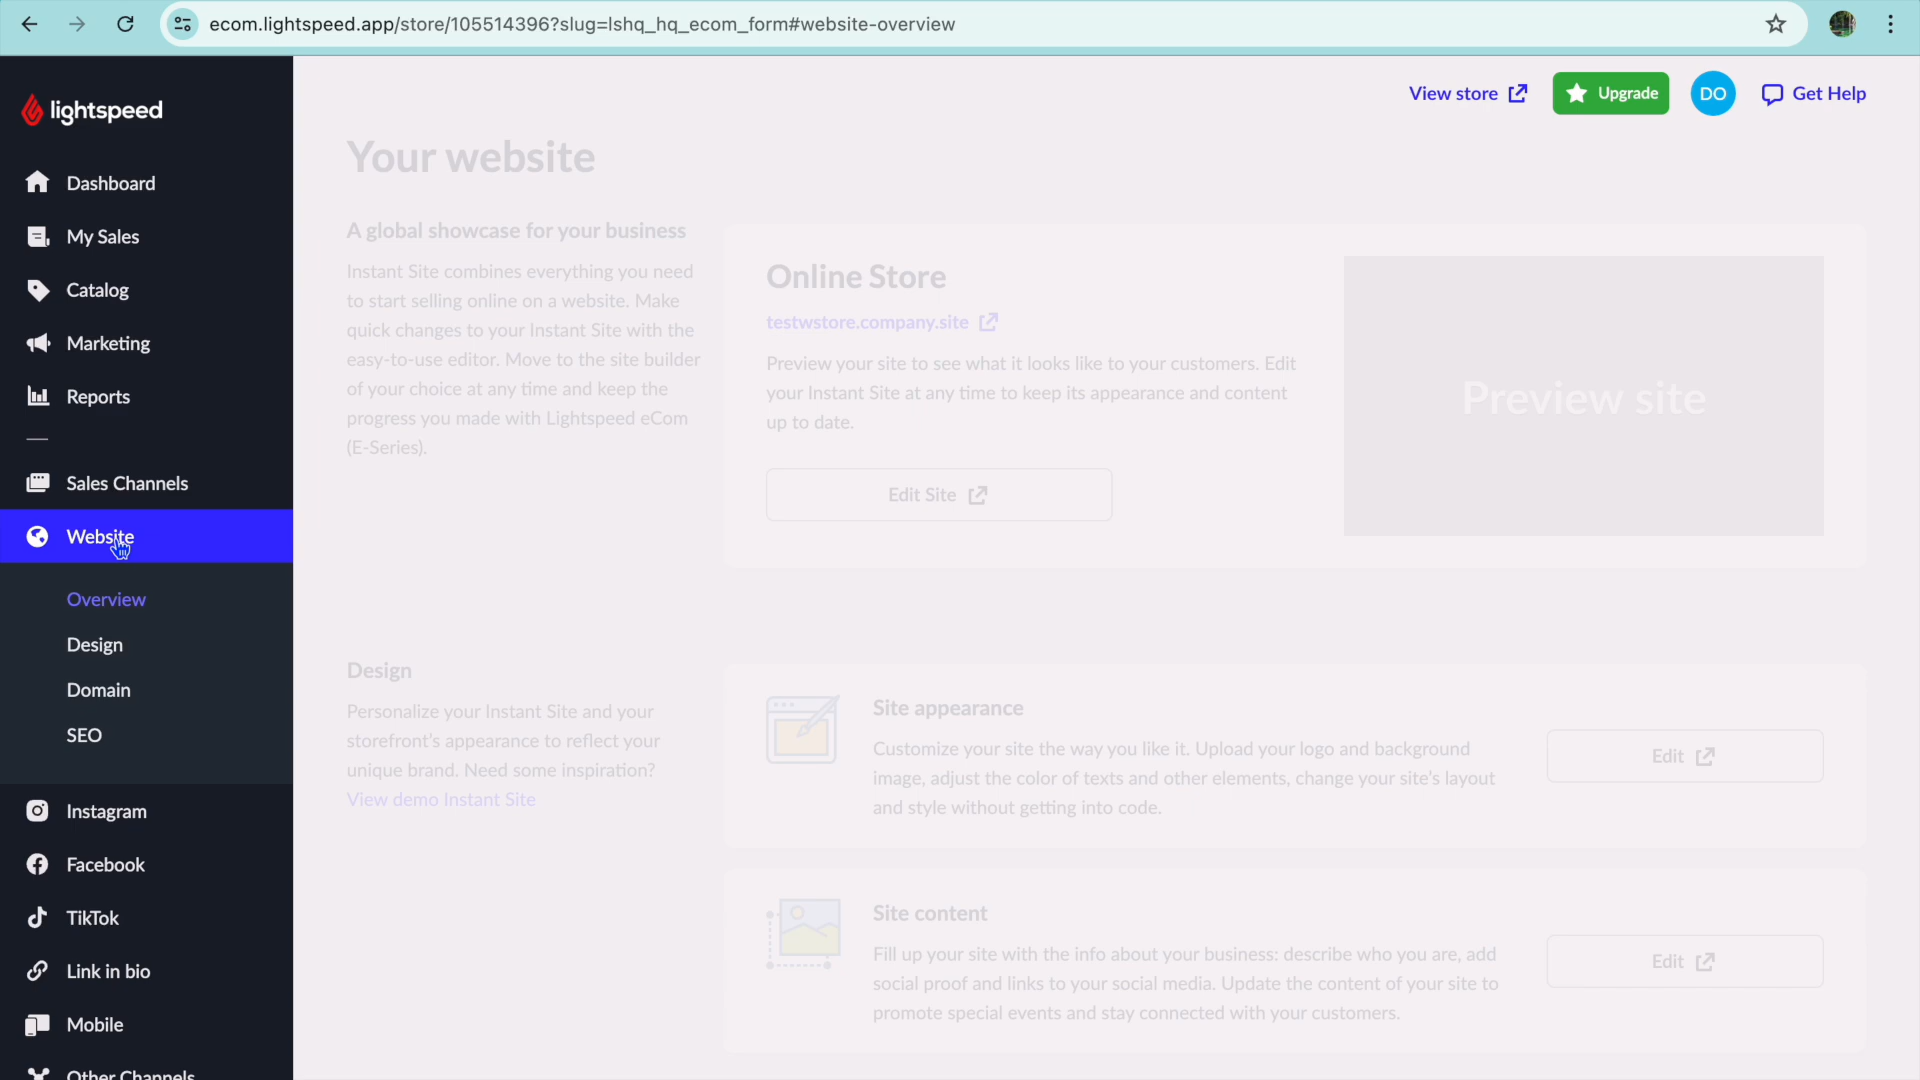 ecom.lightspeed.app/store/105514396?slug=lshq_hq_ecom_form#website-overview
lightspeed
View store
Upgrade
DO
Get Help
Dashboard
My Sales
Catalog
Marketing
Reports
Sales Channels
Website
Overview
Design
Domain
SEO
Instagram
Facebook
TikTok
Link in bio
Mobile
Other Channels
Your website
A global showcase for your business
Instant Site combines everything you need
to start selling online on a website. Make
quick changes to your Instant Site with the
easy-to-use editor. Move to the site builder
of your choice at any time and keep the
progress you made with Lightspeed eCom
(E-Series).
Online Store
testwstore.company.site
Preview your site to see what it looks like to your customers. Edit
your Instant Site at any time to keep its appearance and content
up to date.
Edit Site
Preview site
Design
Personalize your Instant Site and your
storefront's appearance to reflect your
unique brand. Need some inspiration?
View demo Instant Site
Site appearance
Customize your site the way you like it. Upload your logo and background
image, adjust the color of texts and other elements, change your site's layout
and style without getting into code.
Edit
Site content
Fill up your site with the info about your business: describe who you are, add
social proof and links to your social media. Update the content of your site to
promote special events and stay connected with your customers.
Edit